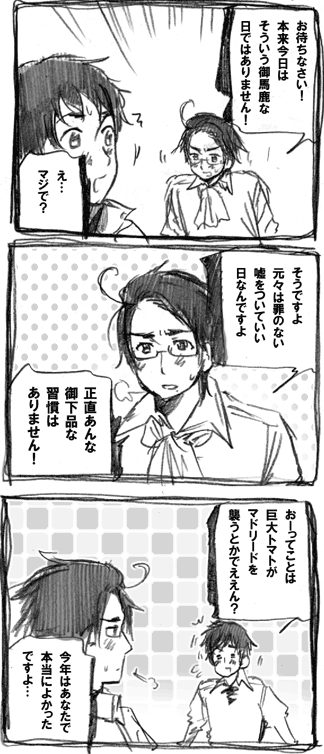 お待ちなさい！
本来今日は
そういう御馬鹿な
日ではありません！
え…
マジで？
そうですよ
元々は罪のない
嘘をついていい
日なんですよ
正直あんな
御下品な
習慣は
ありません！
おーってことは
巨大トマトが
マドリードを
襲うとかでええん？
今年はあなたで
本当によかった
ですよ…